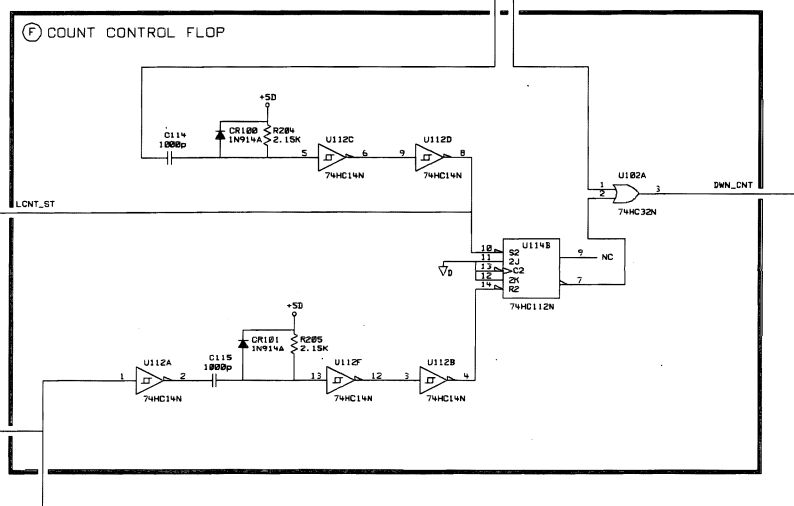 F COUNT CONTROL FLOP
+5D
C114
1000p
CR100
1N914A
R204
2.15K
U112C
U112D
5
6
9
8
74HC14N
74HC14N
U102A
1
2
3
DWN_CNT
74HC32N
LCNT_ST
U114B
10 S2
11 2J
13 C2
12 2K
14 R2
9 NC
7
D
74HC112N
+5D
CR101
1N914A
R205
2.15K
U112A
C115
1000p
U112F
U112B
1
2
13
12
3
4
74HC14N
74HC14N
74HC14N